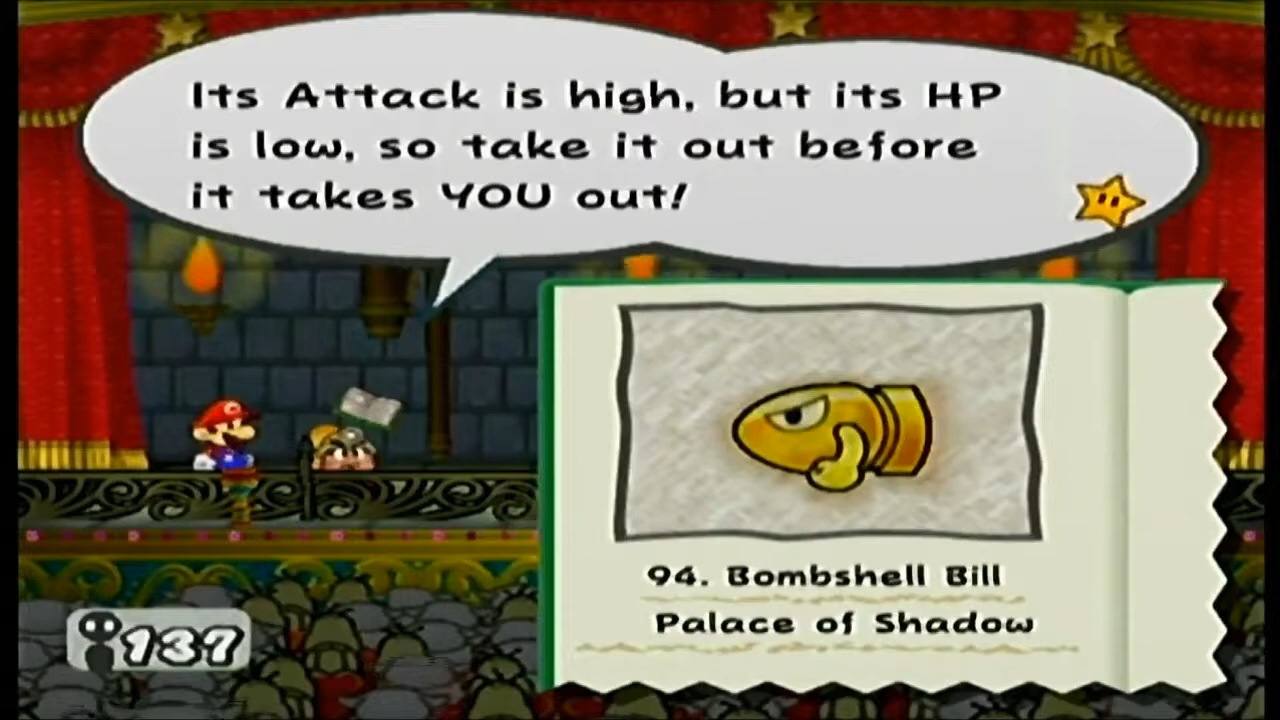 Its Attack is high, but its HP
is low, so take it out before
it takes YOU out!
94. Bombshell Bill
Palace of Shadow
137